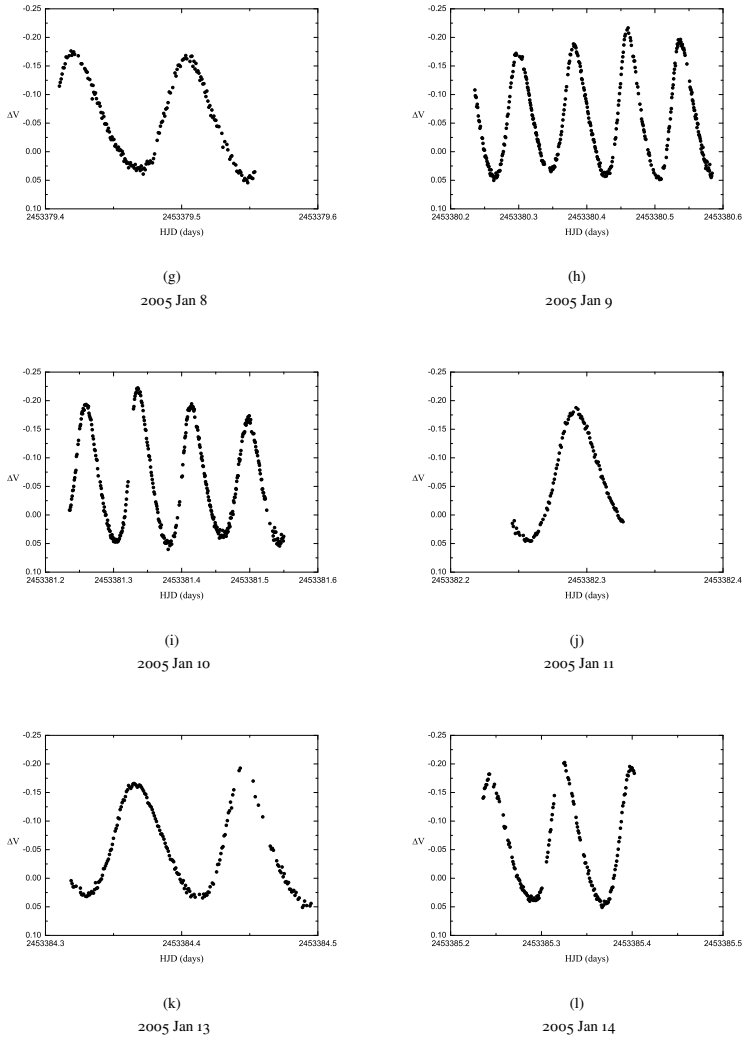 -0.25
-0.20
-0.15
-0.10
ΔV
-0.05
0.00
0.05
0.10
2453379.4 2453379.5 2453379.6
HJD (days)
(g)
2005 Jan 8
-0.25
-0.20
-0.15
-0.10
ΔV
-0.05
0.00
0.05
0.10
2453380.2 2453380.3 2453380.4 2453380.5 2453380.6
HJD (days)
(h)
2005 Jan 9
-0.25
-0.20
-0.15
-0.10
ΔV
-0.05
0.00
0.05
0.10
2453381.2 2453381.3 2453381.4 2453381.5 2453381.6
HJD (days)
(i)
2005 Jan 10
-0.25
-0.20
-0.15
-0.10
ΔV
-0.05
0.00
0.05
0.10
2453382.2 2453382.3 2453382.4
HJD (days)
(j)
2005 Jan 11
-0.25
-0.20
-0.15
-0.10
ΔV
-0.05
0.00
0.05
0.10
2453384.3 2453384.4 2453384.5
HJD (days)
(k)
2005 Jan 13
-0.25
-0.20
-0.15
-0.10
ΔV
-0.05
0.00
0.05
0.10
2453385.2 2453385.3 2453385.4 2453385.5
HJD (days)
(l)
2005 Jan 14